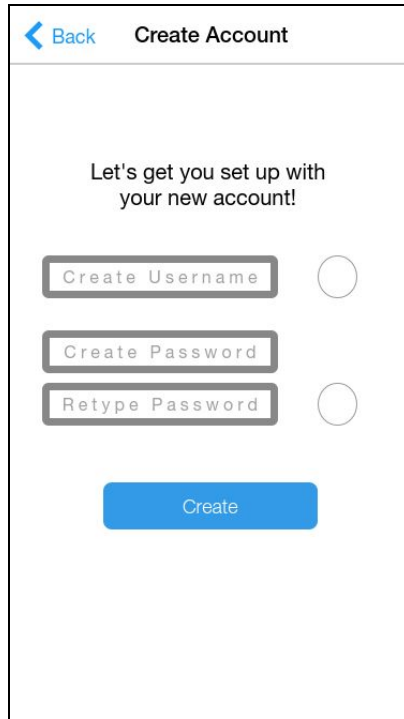 Back Create Account
Let's get you set up with
your new account!
Create Username
Create Password
Retype Password
Create